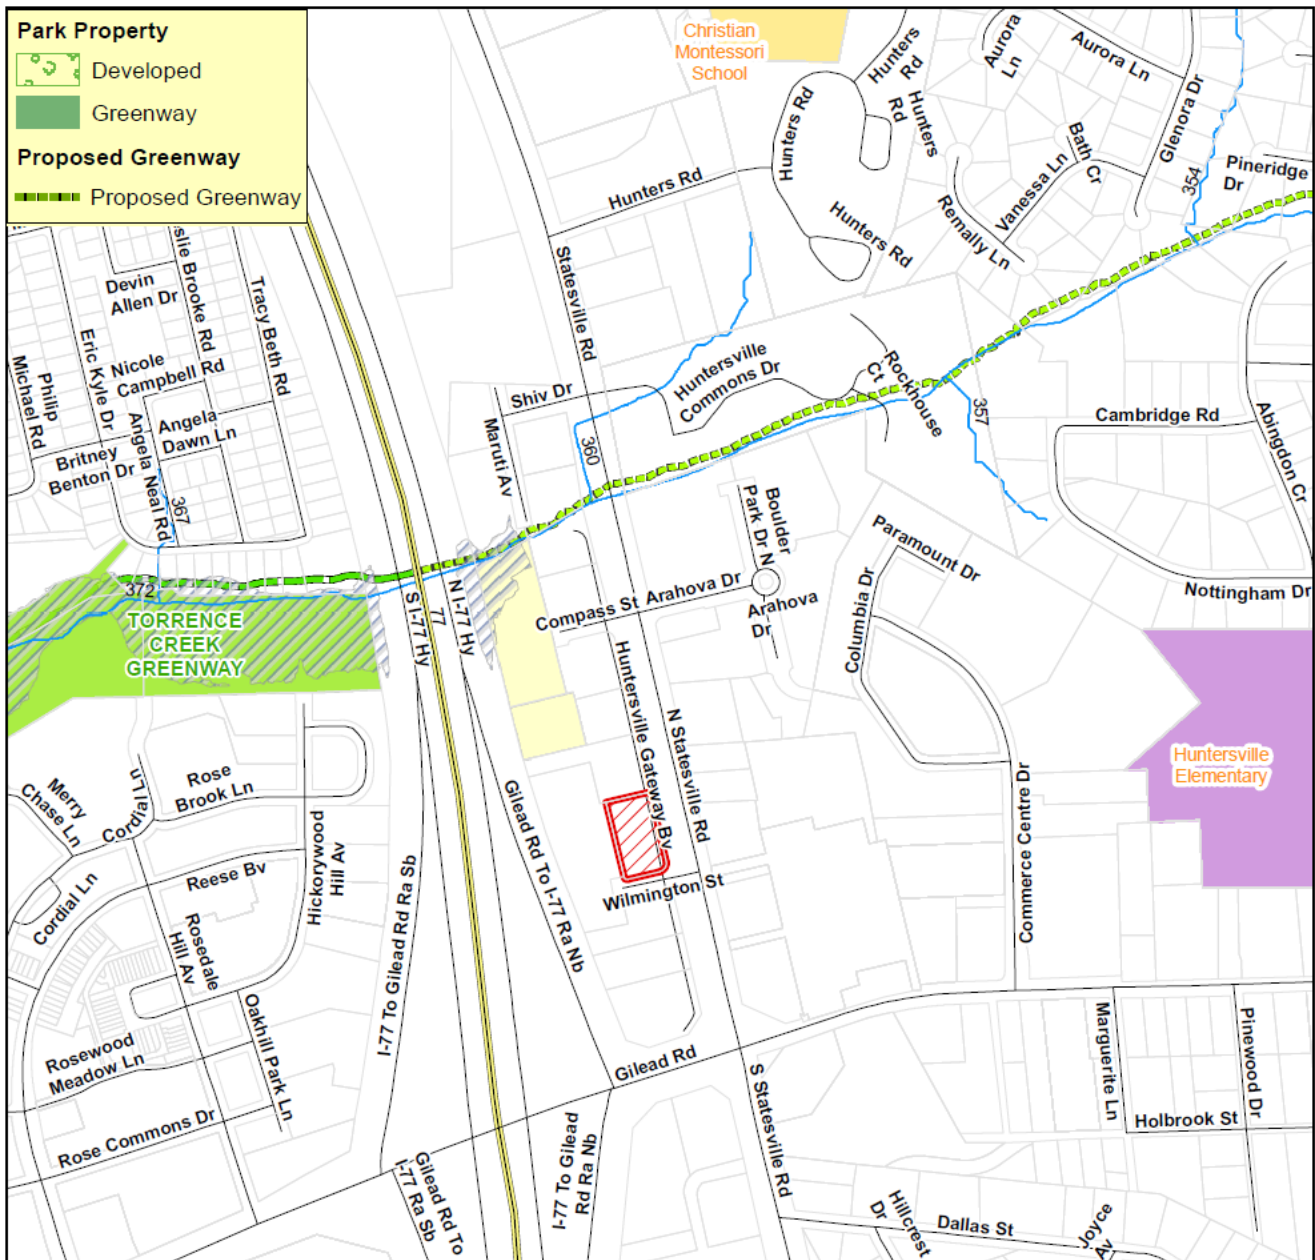 Park Property
Developed
Greenway
Proposed Greenway
Proposed Greenway
Christian
Montessori
School
Hunters
Rd
Aurora
Ln
Aurora Ln
Glenora Dr
Hunters Rd
Hunters
Rd
Bath Cr
Vanessa Ln
354
Pineridge
Dr
Hunters Rd
Remally Ln
Hunters Rd
Statesville Rd
slie Brooke Rd
Devin
Allen Dr
Tracy Beth Rd
Eric Kyle Dr
Nicole
Campbell Rd
Philip
Michael Rd
Angela
Dawn Ln
Angela Neal Rd
Britney
Benton Dr
367
Shiv Dr
Maruti Av
360
Huntersville
Commons Dr
Rockhouse
Ct
357
Cambridge Rd
Abingdon Cr
Boulder
Park Dr N
Paramount Dr
Nottingham Dr
372
TORRENCE
CREEK
GREENWAY
S I-77 Hy
77
N I-77 Hy
Compass St
Arahova Dr
Arahova
Dr
Columbia Dr
Huntersville Gateway Bv
N Statesville Rd
Huntersville
Elementary
Merry
Chase Ln
Cordial Ln
Rose
Brook Ln
Gilead Rd To I-77 Ra Nb
Commerce Centre Dr
Reese Bv
Hickorywood
Hill Av
Wilmington St
Cordial Ln
Rosedale
Hill Av
I-77 To Gilead Rd Ra Sb
Oakhill Park Ln
Rosewood
Meadow Ln
Gilead Rd
Marguerite Ln
Pinewood Dr
Rose Commons Dr
Holbrook St
S Statesville Rd
Gilead Rd To
I-77 Ra Sb
Gilead Rd To
I-77 To Gilead
Rd Ra Nb
Hillcrest
Dr
Dallas St
Joyce
Av